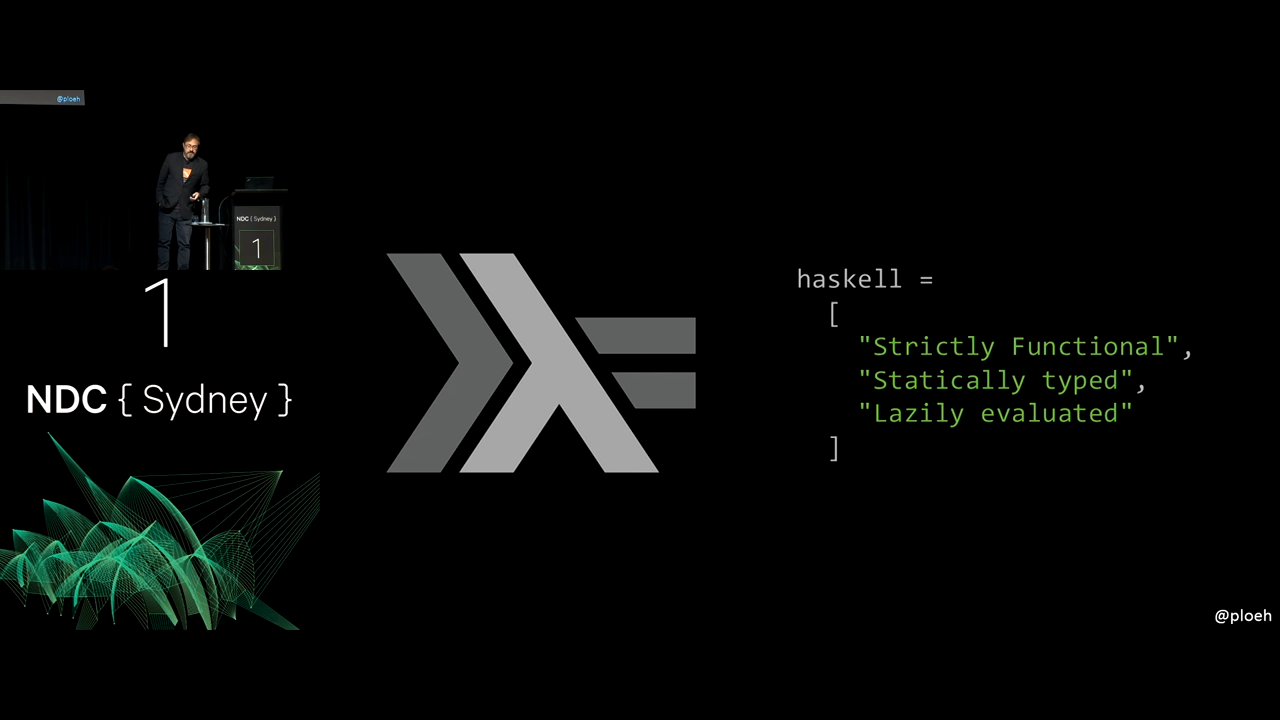 @ploeh
NDC { Sydney }
1
1
NDC { Sydney }
haskell =
[
"Strictly Functional",
"Statically typed",
"Lazily evaluated"
]
@ploeh